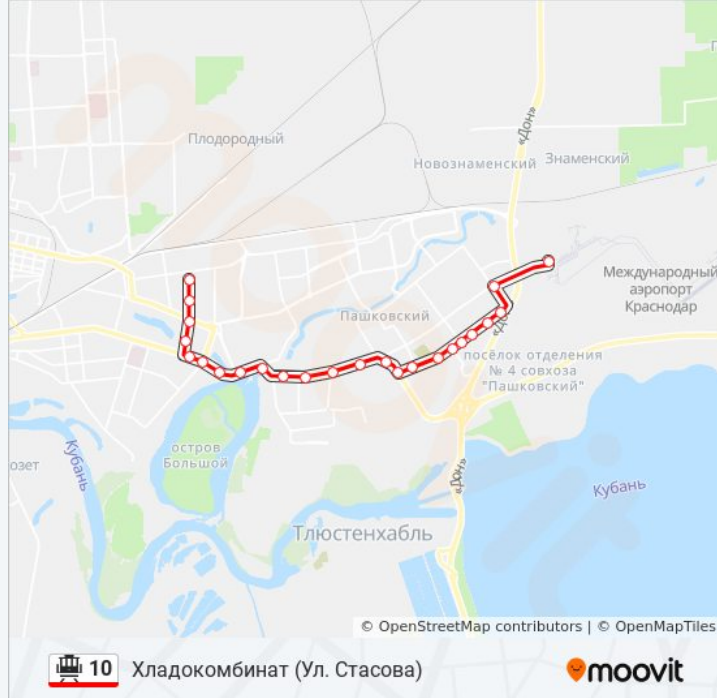 «Дон»
Плодородный
Новознаменский
Знаменский
Международный
аэропорт
Краснодар
Пашковский
посёлок отделения
№ 4 совхоза
"Пашковский"
остров
Большой
озет
Кубань
«Дон»
Кубань
Тлюстенхабль
© OpenStreetMap contributors | © OpenMapTiles
10 Хладокомбинат (Ул. Стасова)
moovit